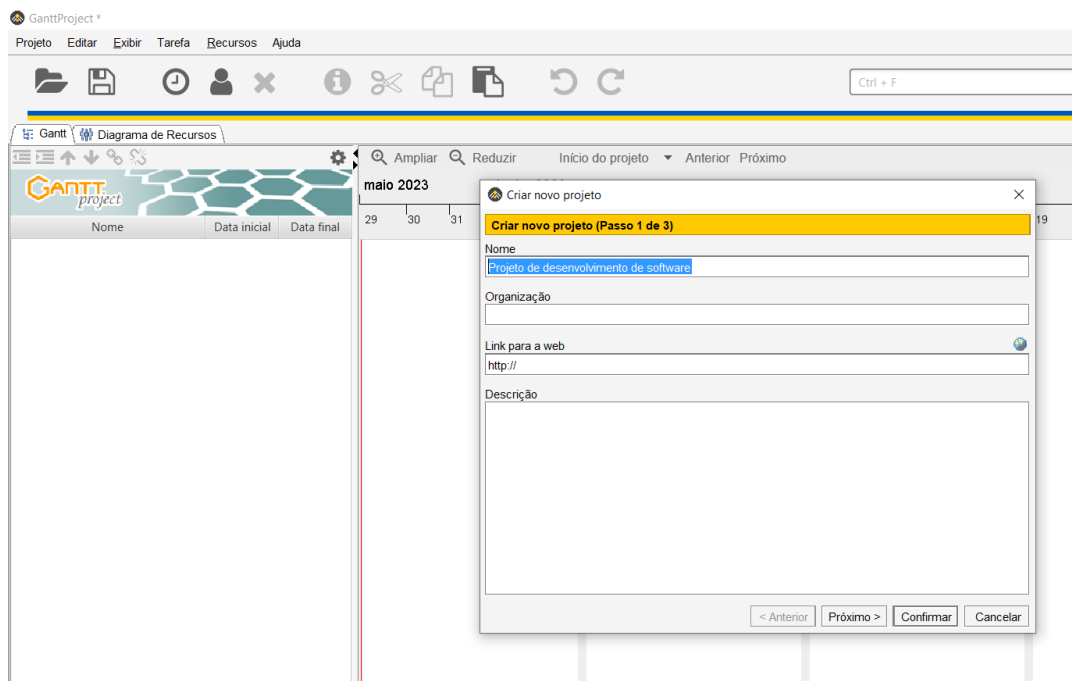 GanttProject *
Projeto Editar Exibir Tarefa Recursos Ajuda
Ctrl + F
Gantt Diagrama de Recursos
Ampliar Reduzir Início do projeto Anterior Próximo
GANTT
project
maio 2023
Nome Data inicial Data final
29 30 31 19
Criar novo projeto
Criar novo projeto (Passo 1 de 3)
Nome
Projeto de desenvolvimento de software
Organização
Link para a web
http://
Descrição
< Anterior Próximo > Confirmar Cancelar